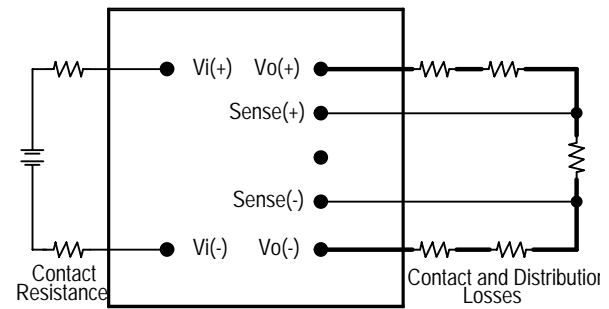 Vi(+) Vo(+)
Sense(+)
Sense(-)
Vi(-) Vo(-)
Contact
Resistance
Contact and Distribution
Losses